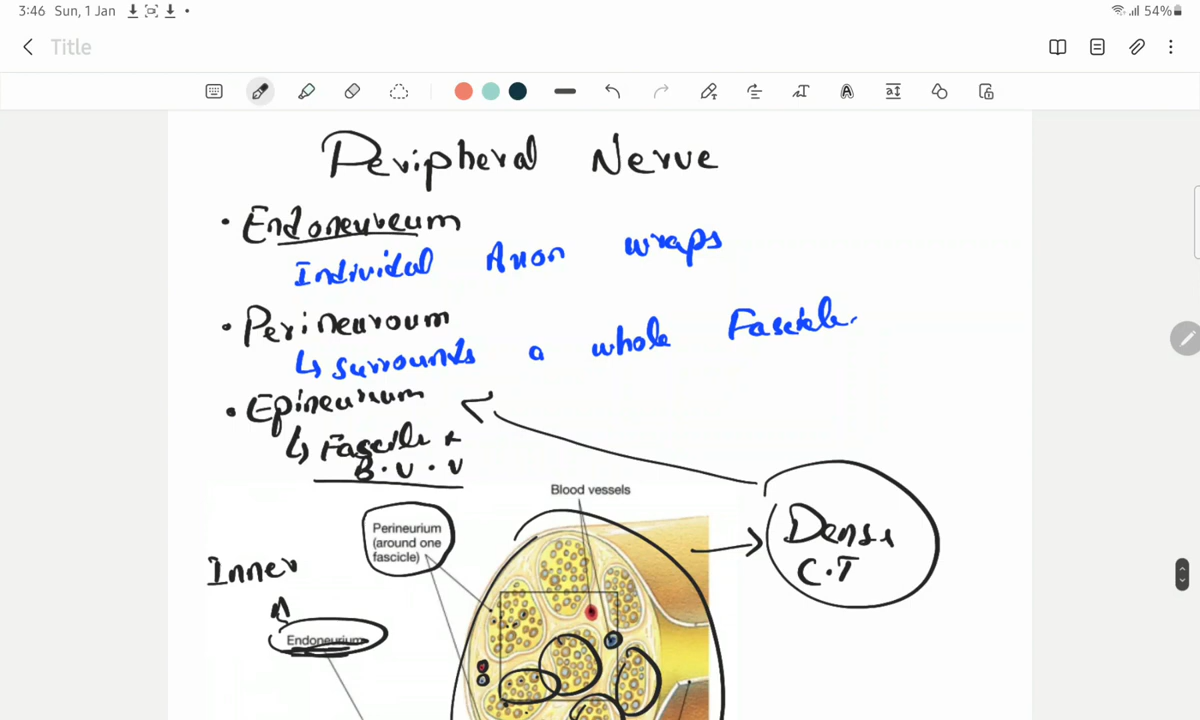 3:46 Sun, 1 Jan
54%
Title
Peripheral Nerve
• Endoneureum
Individal Axon wraps
• Perineuroum
↳ surrounds a whole Fascicle.
• Epineurium
↳ Fascicle +
B.V.V
Blood vessels
Perineurium
(around one
fascicle)
Dense
C.T
Inner
Endoneurium